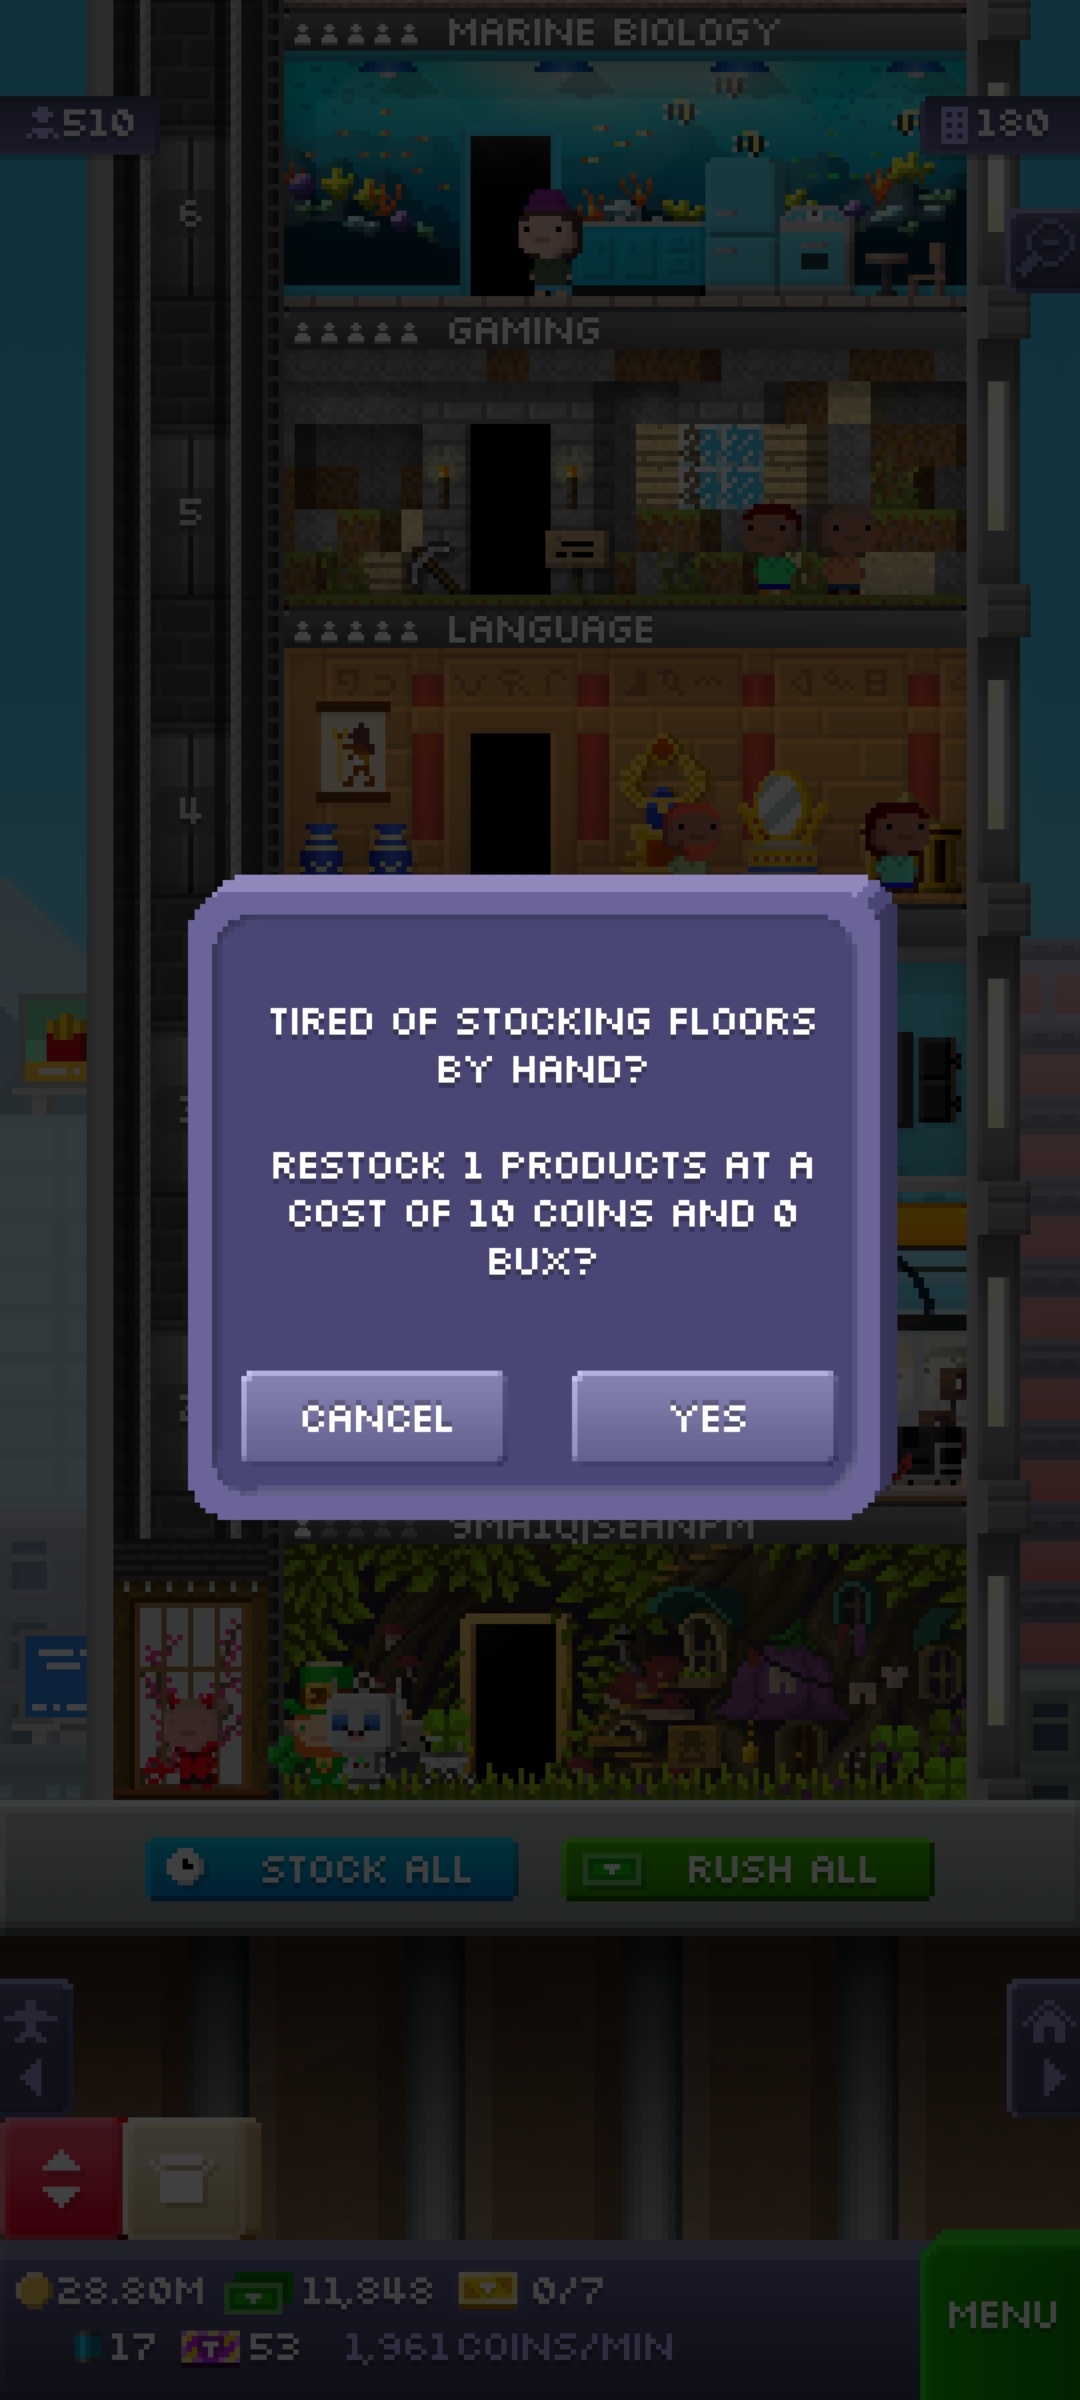 MARINE BIOLOGY
510
180
6
GAMING
5
LANGUAGE
4
TIRED OF STOCKING FLOORS
BY HAND?
RESTOCK 1 PRODUCTS AT A
COST OF 10 COINS AND 0
BUX?
CANCEL
YES
STOCK ALL
RUSH ALL
28.80M
11,848
0/7
17
53
1,961 COINS/MIN
MENU